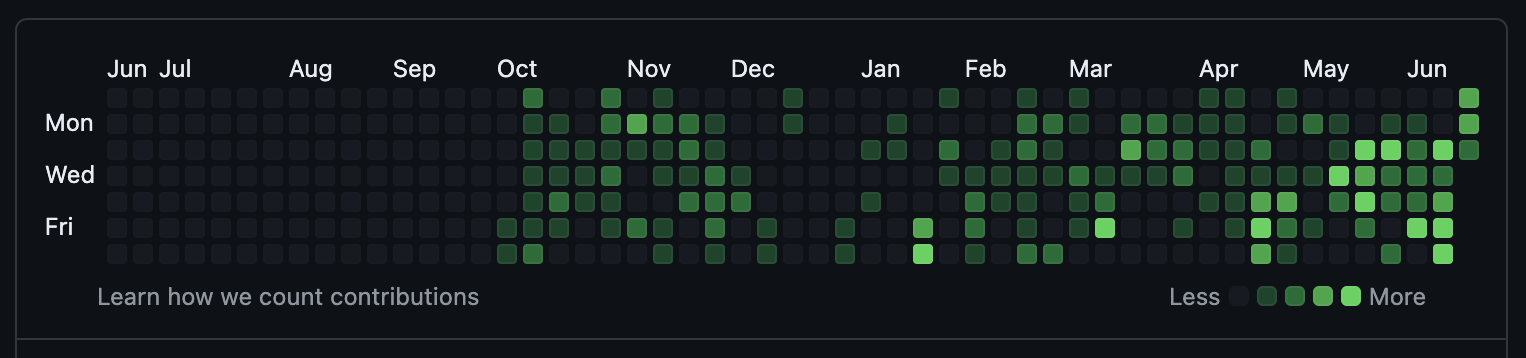 Jun Jul Aug Sep Oct Nov Dec Jan Feb Mar Apr May Jun
Mon
Wed
Fri
Learn how we count contributions Less More